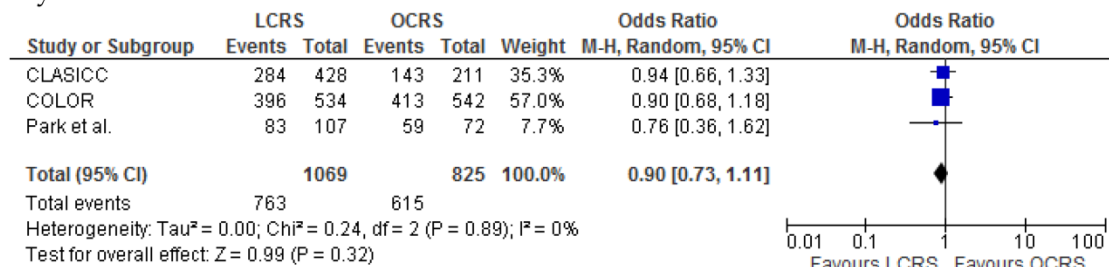 LCRS OCRS Odds Ratio Odds Ratio
Study or Subgroup Events Total Events Total Weight M-H, Random, 95% CI M-H, Random, 95% CI
CLASICC 284 428 143 211 35.3% 0.94 [0.66, 1.33]
COLOR 396 534 413 542 57.0% 0.90 [0.68, 1.18]
Park et al. 83 107 59 72 7.7% 0.76 [0.36, 1.62]
Total (95% CI) 1069 825 100.0% 0.90 [0.73, 1.11]
Total events 763 615
Heterogeneity: Tau² = 0.00; Chi² = 0.24, df = 2 (P = 0.89); I² = 0%
0.01 0.1 1 10 100
Test for overall effect: Z = 0.99 (P = 0.32)
Favours LCRS Favours OCRS